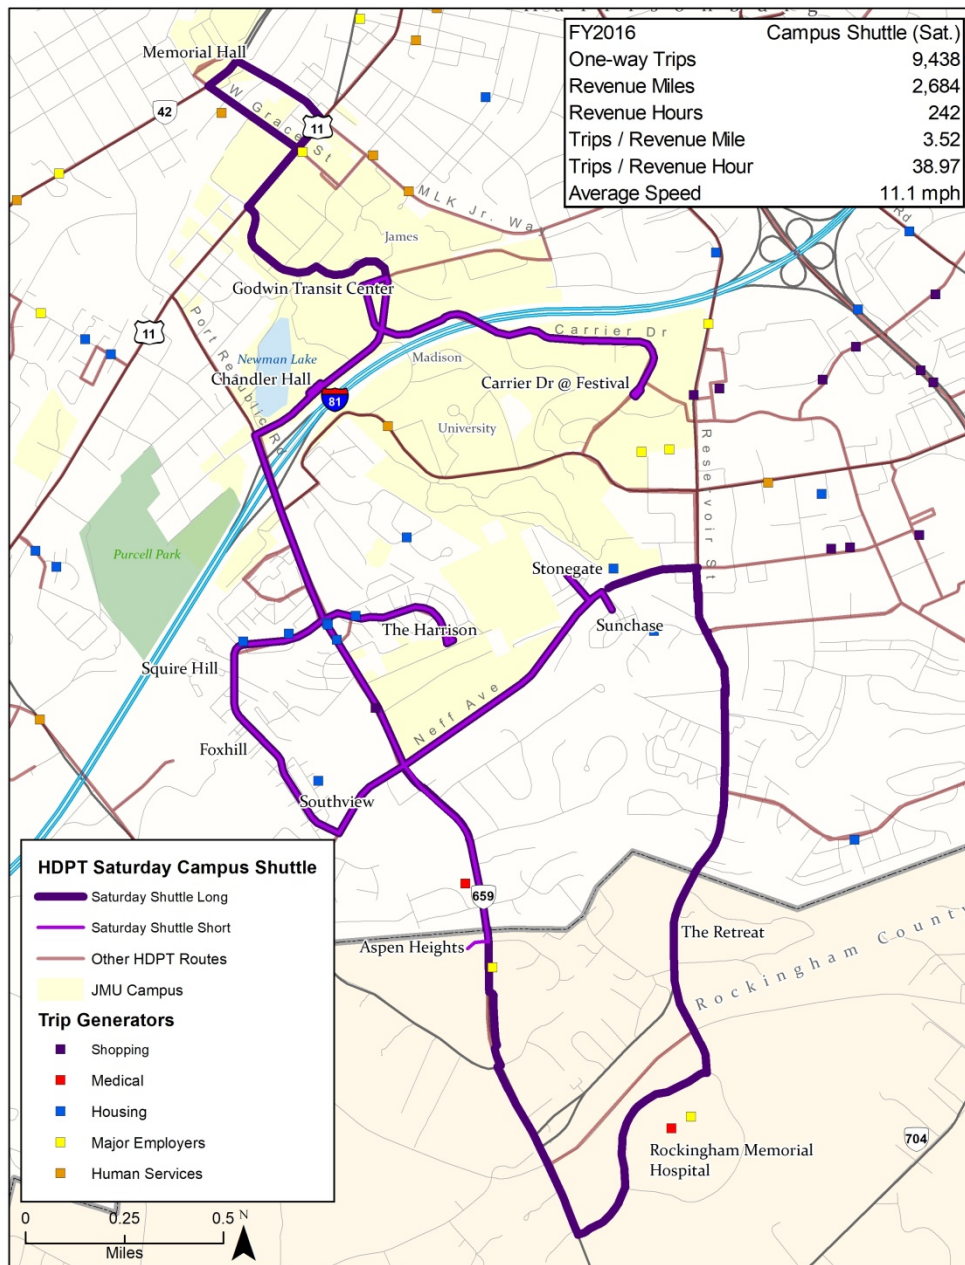 FY2016 Campus Shuttle (Sat.)
One-way Trips 9,438
Revenue Miles 2,684
Revenue Hours 242
Trips / Revenue Mile 3.52
Trips / Revenue Hour 38.97
Average Speed 11.1 mph
Memorial Hall
42
W Grace St
11
MLK Jr. Way
Rd
James
Godwin Transit Center
11
Port Republic Rd
Newman Lake
Carrier Dr
Madison
Chandler Hall
Carrier Dr @ Festival
81
University
Reservoir St
Purcell Park
Stonegate
Sunchase
The Harrison
Squire Hill
Neff Ave
Foxhill
Southview
659
Aspen Heights
The Retreat
Rockingham County
704
Rockingham Memorial
Hospital
HDPT Saturday Campus Shuttle
Saturday Shuttle Long
Saturday Shuttle Short
Other HDPT Routes
JMU Campus
Trip Generators
Shopping
Medical
Housing
Major Employers
Human Services
0 0.25 0.5
Miles
N